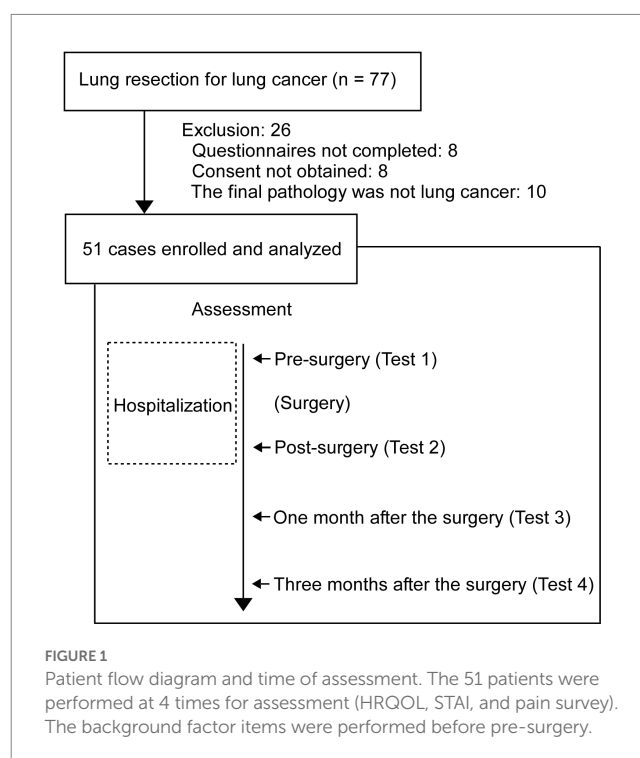 Lung resection for lung cancer (n = 77)
Exclusion: 26
Questionnaires not completed: 8
Consent not obtained: 8
The final pathology was not lung cancer: 10
51 cases enrolled and analyzed
Assessment
Hospitalization
Pre-surgery (Test 1)
(Surgery)
Post-surgery (Test 2)
One month after the surgery (Test 3)
Three months after the surgery (Test 4)
FIGURE 1
Patient flow diagram and time of assessment. The 51 patients were
performed at 4 times for assessment (HRQOL, STAI, and pain survey).
The background factor items were performed before pre-surgery.